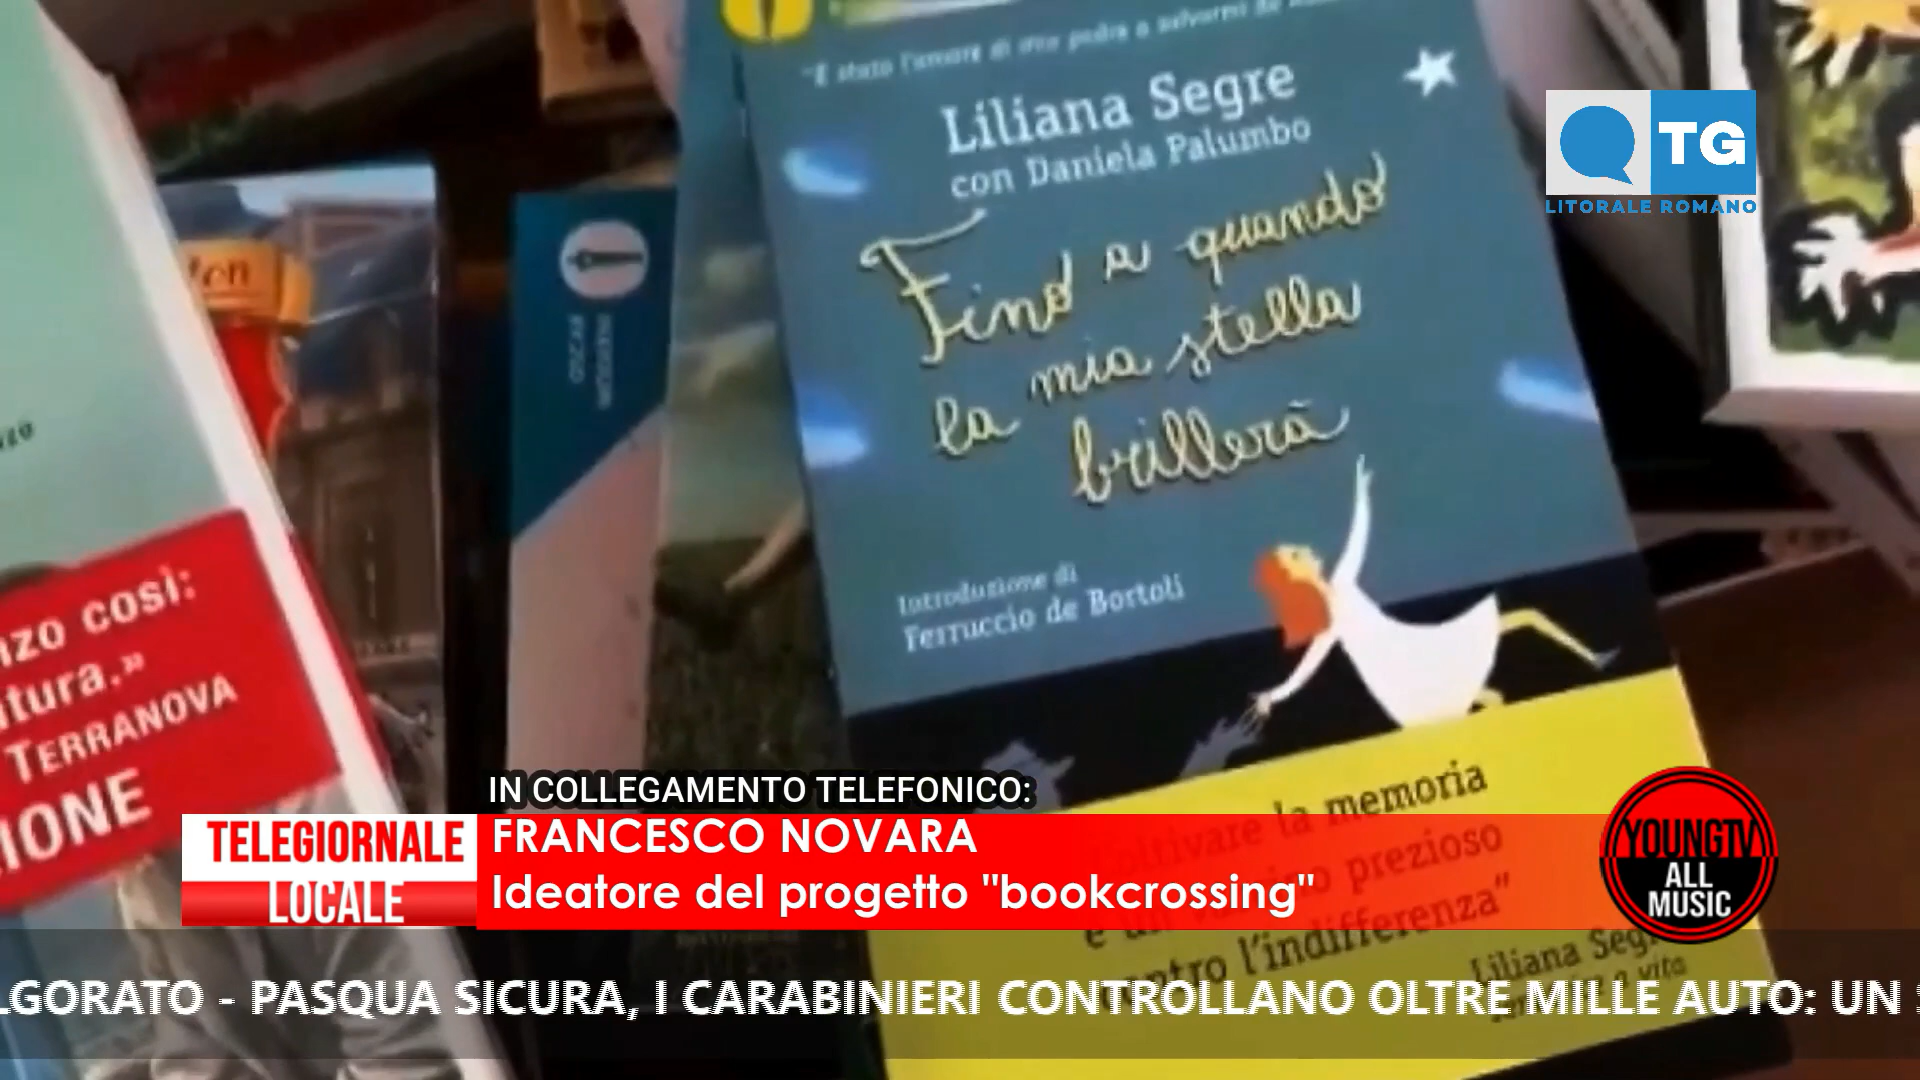 "È stato l'amore di mio padre a salvarmi da
Liliana Segre
con Daniela Palumbo
Fino a quando
la mia stella
brillerà
Introduzione di
Ferruccio de Bortoli
la memoria
prezioso
contro l'indifferenza"
Liliana Segre
senatrice a vita
nzo così:
tura.»
TERRANOVA
IONE
TG
LITORALE ROMANO
IN COLLEGAMENTO TELEFONICO:
TELEGIORNALE
LOCALE
FRANCESCO NOVARA
Ideatore del progetto "bookcrossing"
YOUNGTV
ALL
MUSIC
LGORATO - PASQUA SICURA, I CARABINIERI CONTROLLANO OLTRE MILLE AUTO: UN